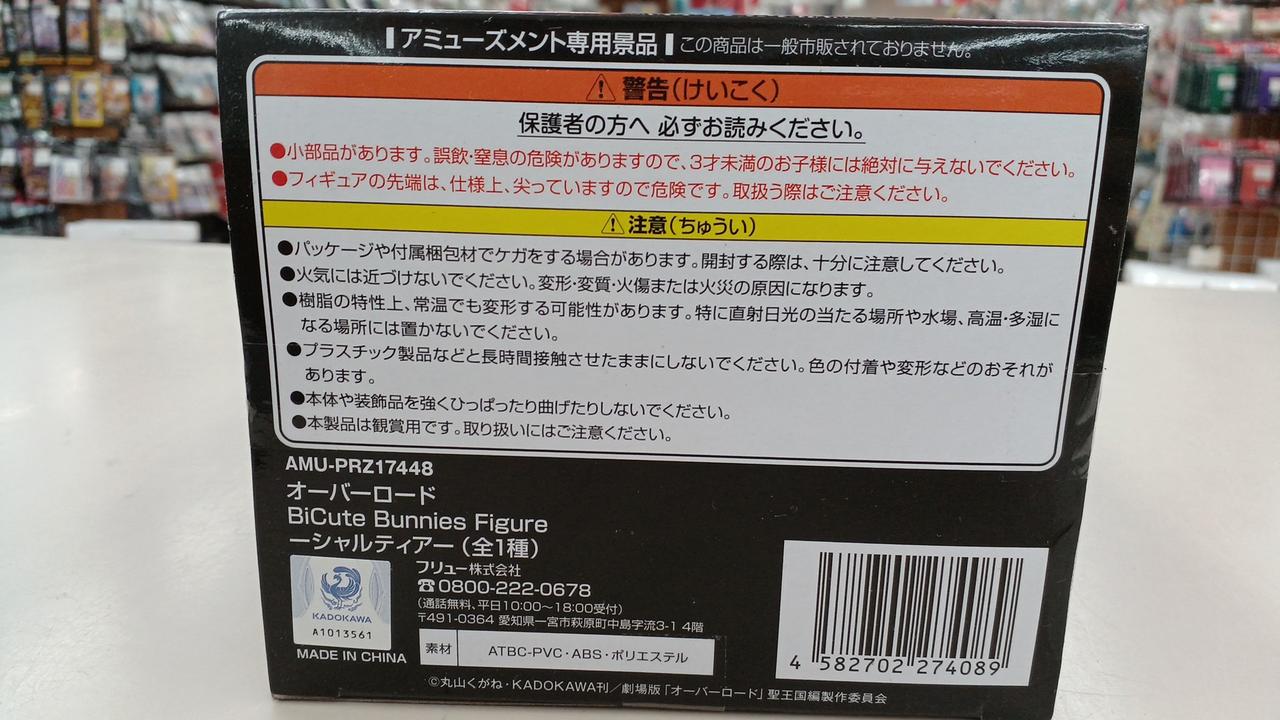 アミューズメント専用景品 この商品は一般市販されておりません。
⚠警告(けいこく)
保護者の方へ 必ずお読みください。
●小部品があります。誤飲・窒息の危険がありますので、3才未満のお子様には絶対に与えないでください。
●フィギュアの先端は、仕様上、尖っていますので危険です。取扱う際はご注意ください。
⚠注意(ちゅうい)
●パッケージや付属梱包材でケガをする場合があります。開封する際は、十分に注意してください。
●火気には近づけないでください。変形・変質・火傷または火災の原因になります。
●樹脂の特性上、常温でも変形する可能性があります。特に直射日光の当たる場所や水場、高温・多湿に
なる場所には置かないでください。
●プラスチック製品などと長時間接触させたままにしないでください。色の付着や変形などのおそれが
あります。
●本体や装飾品を強くひっぱったり曲げたりしないでください。
●本製品は観賞用です。取り扱いにはご注意ください。
AMU-PRZ17448
オーバーロード
BiCute Bunnies Figure
ーシャルティアー(全1種)
フリュー株式会社
☎0800-222-0678
(通話無料、平日10:00〜18:00受付)
〒491-0364 愛知県一宮市萩原町中島字流3-1 4階
KADOKAWA
A1013561
MADE IN CHINA
素材 ATBC-PVC・ABS・ポリエステル
4 582702 274089
©丸山くがね・KADOKAWA刊/劇場版「オーバーロード」聖王国編製作委員会